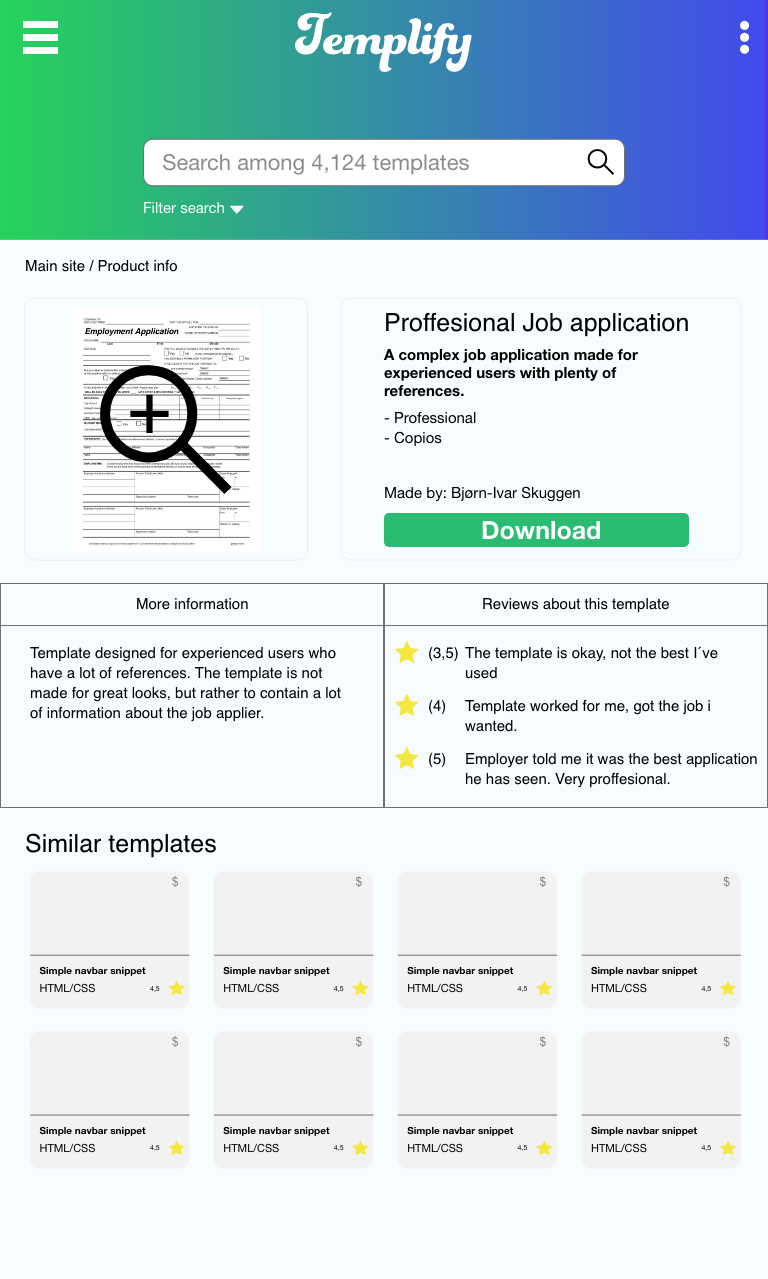 Templify
Search among 4,124 templates
Filter search
Main site / Product info
Employment Application
Proffesional Job application
A complex job application made for
experienced users with plenty of
references.
- Professional
- Copios
Made by: Bjørn-Ivar Skuggen
Download
More information
Reviews about this template
Template designed for experienced users who
have a lot of references. The template is not
made for great looks, but rather to contain a lot
of information about the job applier.
(3,5) The template is okay, not the best I´ve
used
(4) Template worked for me, got the job i
wanted.
(5) Employer told me it was the best application
he has seen. Very proffesional.
Similar templates
$ $ $ $
Simple navbar snippet Simple navbar snippet Simple navbar snippet Simple navbar snippet
HTML/CSS 4,5 HTML/CSS 4,5 HTML/CSS 4,5 HTML/CSS 4,5
$ $ $ $
Simple navbar snippet Simple navbar snippet Simple navbar snippet Simple navbar snippet
HTML/CSS 4,5 HTML/CSS 4,5 HTML/CSS 4,5 HTML/CSS 4,5